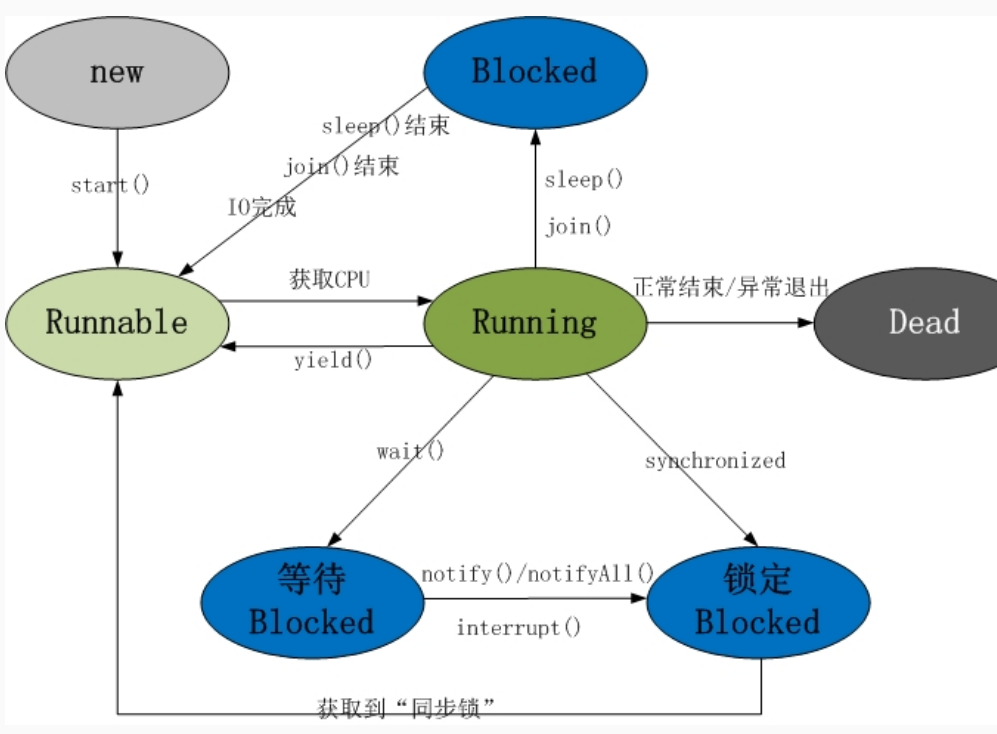 new
Blocked
sleep()结束
join()结束
start()
sleep()
IO完成
join()
获取CPU
正常结束/异常退出
Runnable
Running
Dead
yield()
wait()
synchronized
等待
Blocked
notify()/notifyAll()
interrupt()
锁定
Blocked
获取到“同步锁”